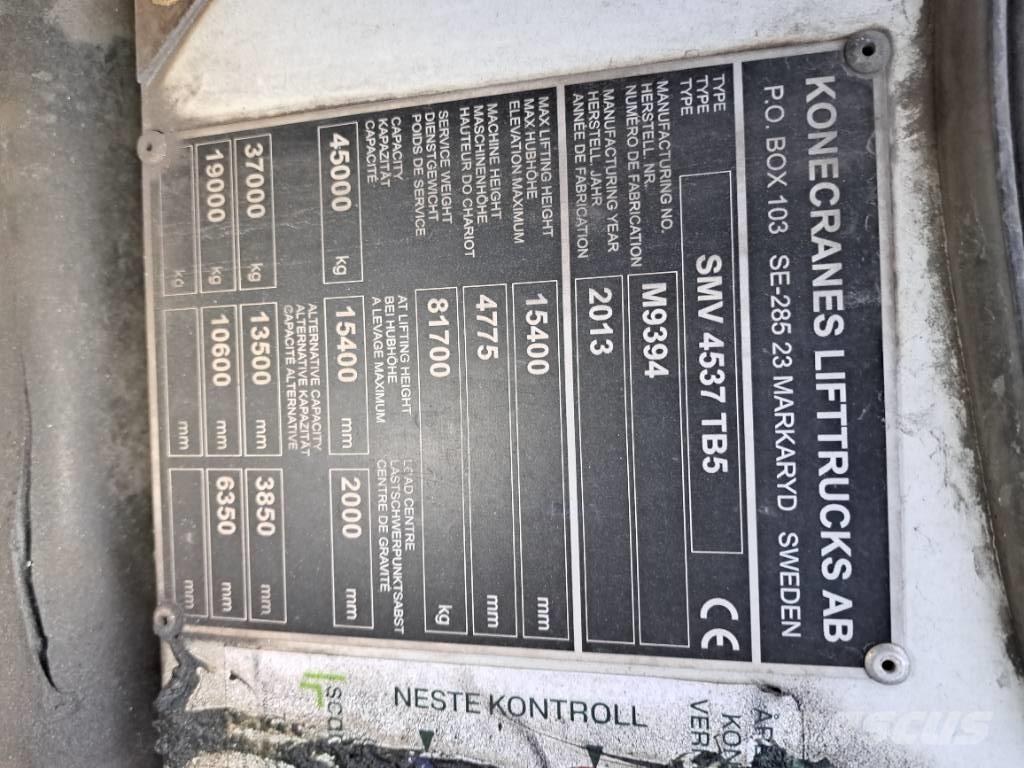 KONECRANES LIFTTRUCKS AB
P.O. BOX 103 SE-285 23 MARKARYD SWEDEN
TYPE
TYPE
TYPE
SMV 4537 TB5
CE
MANUFACTURING NO.
HERSTELL. NR.
NUMÉRO DE FABRICATION
M9394
MANUFACTURING YEAR
HERSTELL. JAHR
ANNÉE DE FABRICATION
2013
MAX LIFTING HEIGHT
MAX HUBHÖHE
ELEVATION MAXIMUM
15400 mm
MACHINE HEIGHT
MASCHINENHÖHE
HAUTEUR DO CHARIOT
4775 mm
SERVICE WEIGHT
DIENSTGEWICHT
POIDS DE SERVICE
81700 kg
CAPACITY
KAPAZITÄT
CAPACITÉ
AT LIFTING HEIGHT
BEI HUBHÖHE
A LEVAGE MAXIMUM
LOAD CENTRE
LASTSCHWERPUNKTSABST
CENTRE DE GRAVITÉ
45000 kg 15400 mm 2000 mm
ALTERNATIVE CAPACITY
ALTERNATIVE KAPAZITÄT
CAPACITÉ ALTERNATIVE
37000 kg 13500 mm 3850 mm
19000 kg 10600 mm 6350 mm
kg mm mm
NESTE KONTROLL
ascus